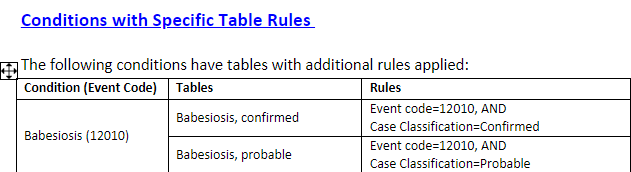 Conditions with Specific Table Rules
The following conditions have tables with additional rules applied:
Condition (Event Code) Tables Rules
Babesiosis (12010)
Babesiosis, confirmed
Event code=12010, AND
Case Classification=Confirmed
Babesiosis, probable
Event code=12010, AND
Case Classification=Probable